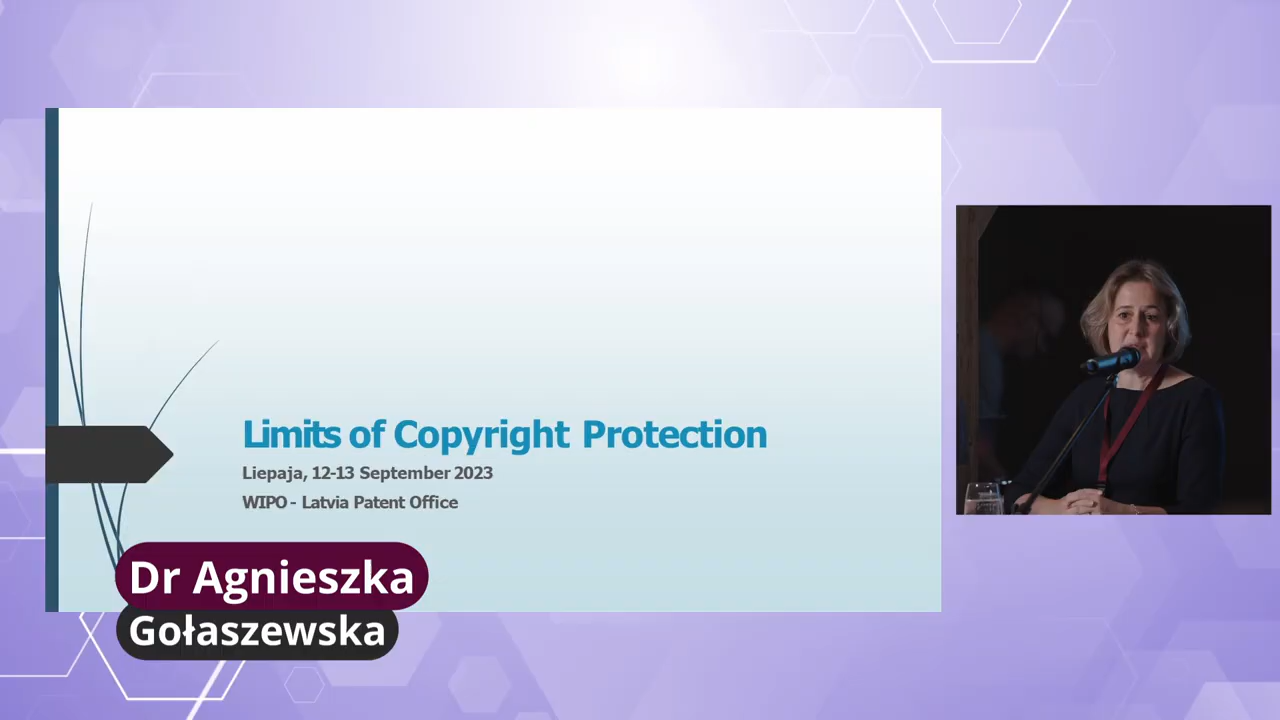 Limits of Copyright Protection
Liepaja, 12-13 September 2023
WIPO - Latvia Patent Office
Dr Agnieszka
Gołaszewska